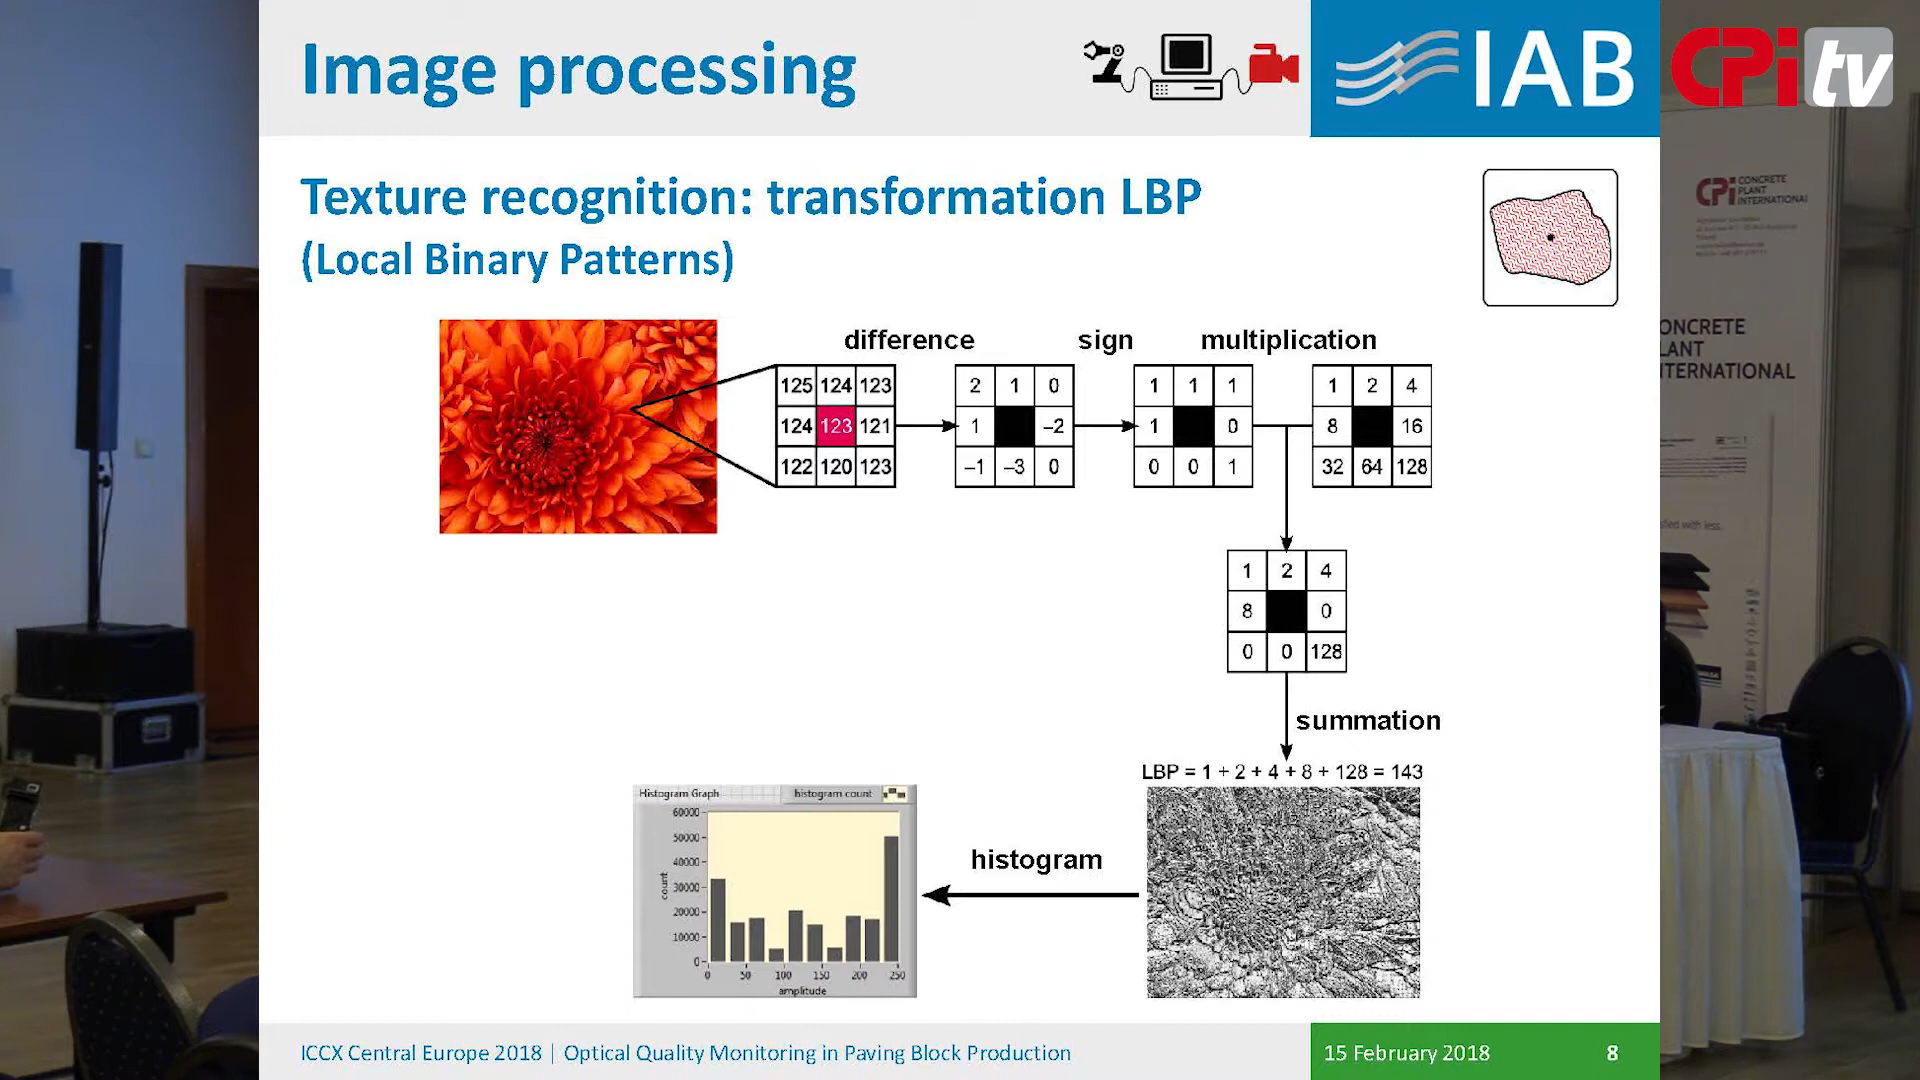 Image processing
IAB
CPi tv
Texture recognition: transformation LBP
(Local Binary Patterns)
CPi CONCRETE
PLANT
INTERNATIONAL
ONCRETE
LANT
NTERNATIONAL
difference sign multiplication
125 124 123
124 123 121
122 120 123
2 1 0
1 –2
–1 –3 0
1 1 1
1 0
0 0 1
1 2 4
8 16
32 64 128
1 2 4
8 0
0 0 128
summation
LBP = 1 + 2 + 4 + 8 + 128 = 143
Histogram Graph histogram count
60000
50000
40000
30000
20000
10000
0
count
0 50 100 150 200 250
amplitude
histogram
ICCX Central Europe 2018 | Optical Quality Monitoring in Paving Block Production
15 February 2018 8